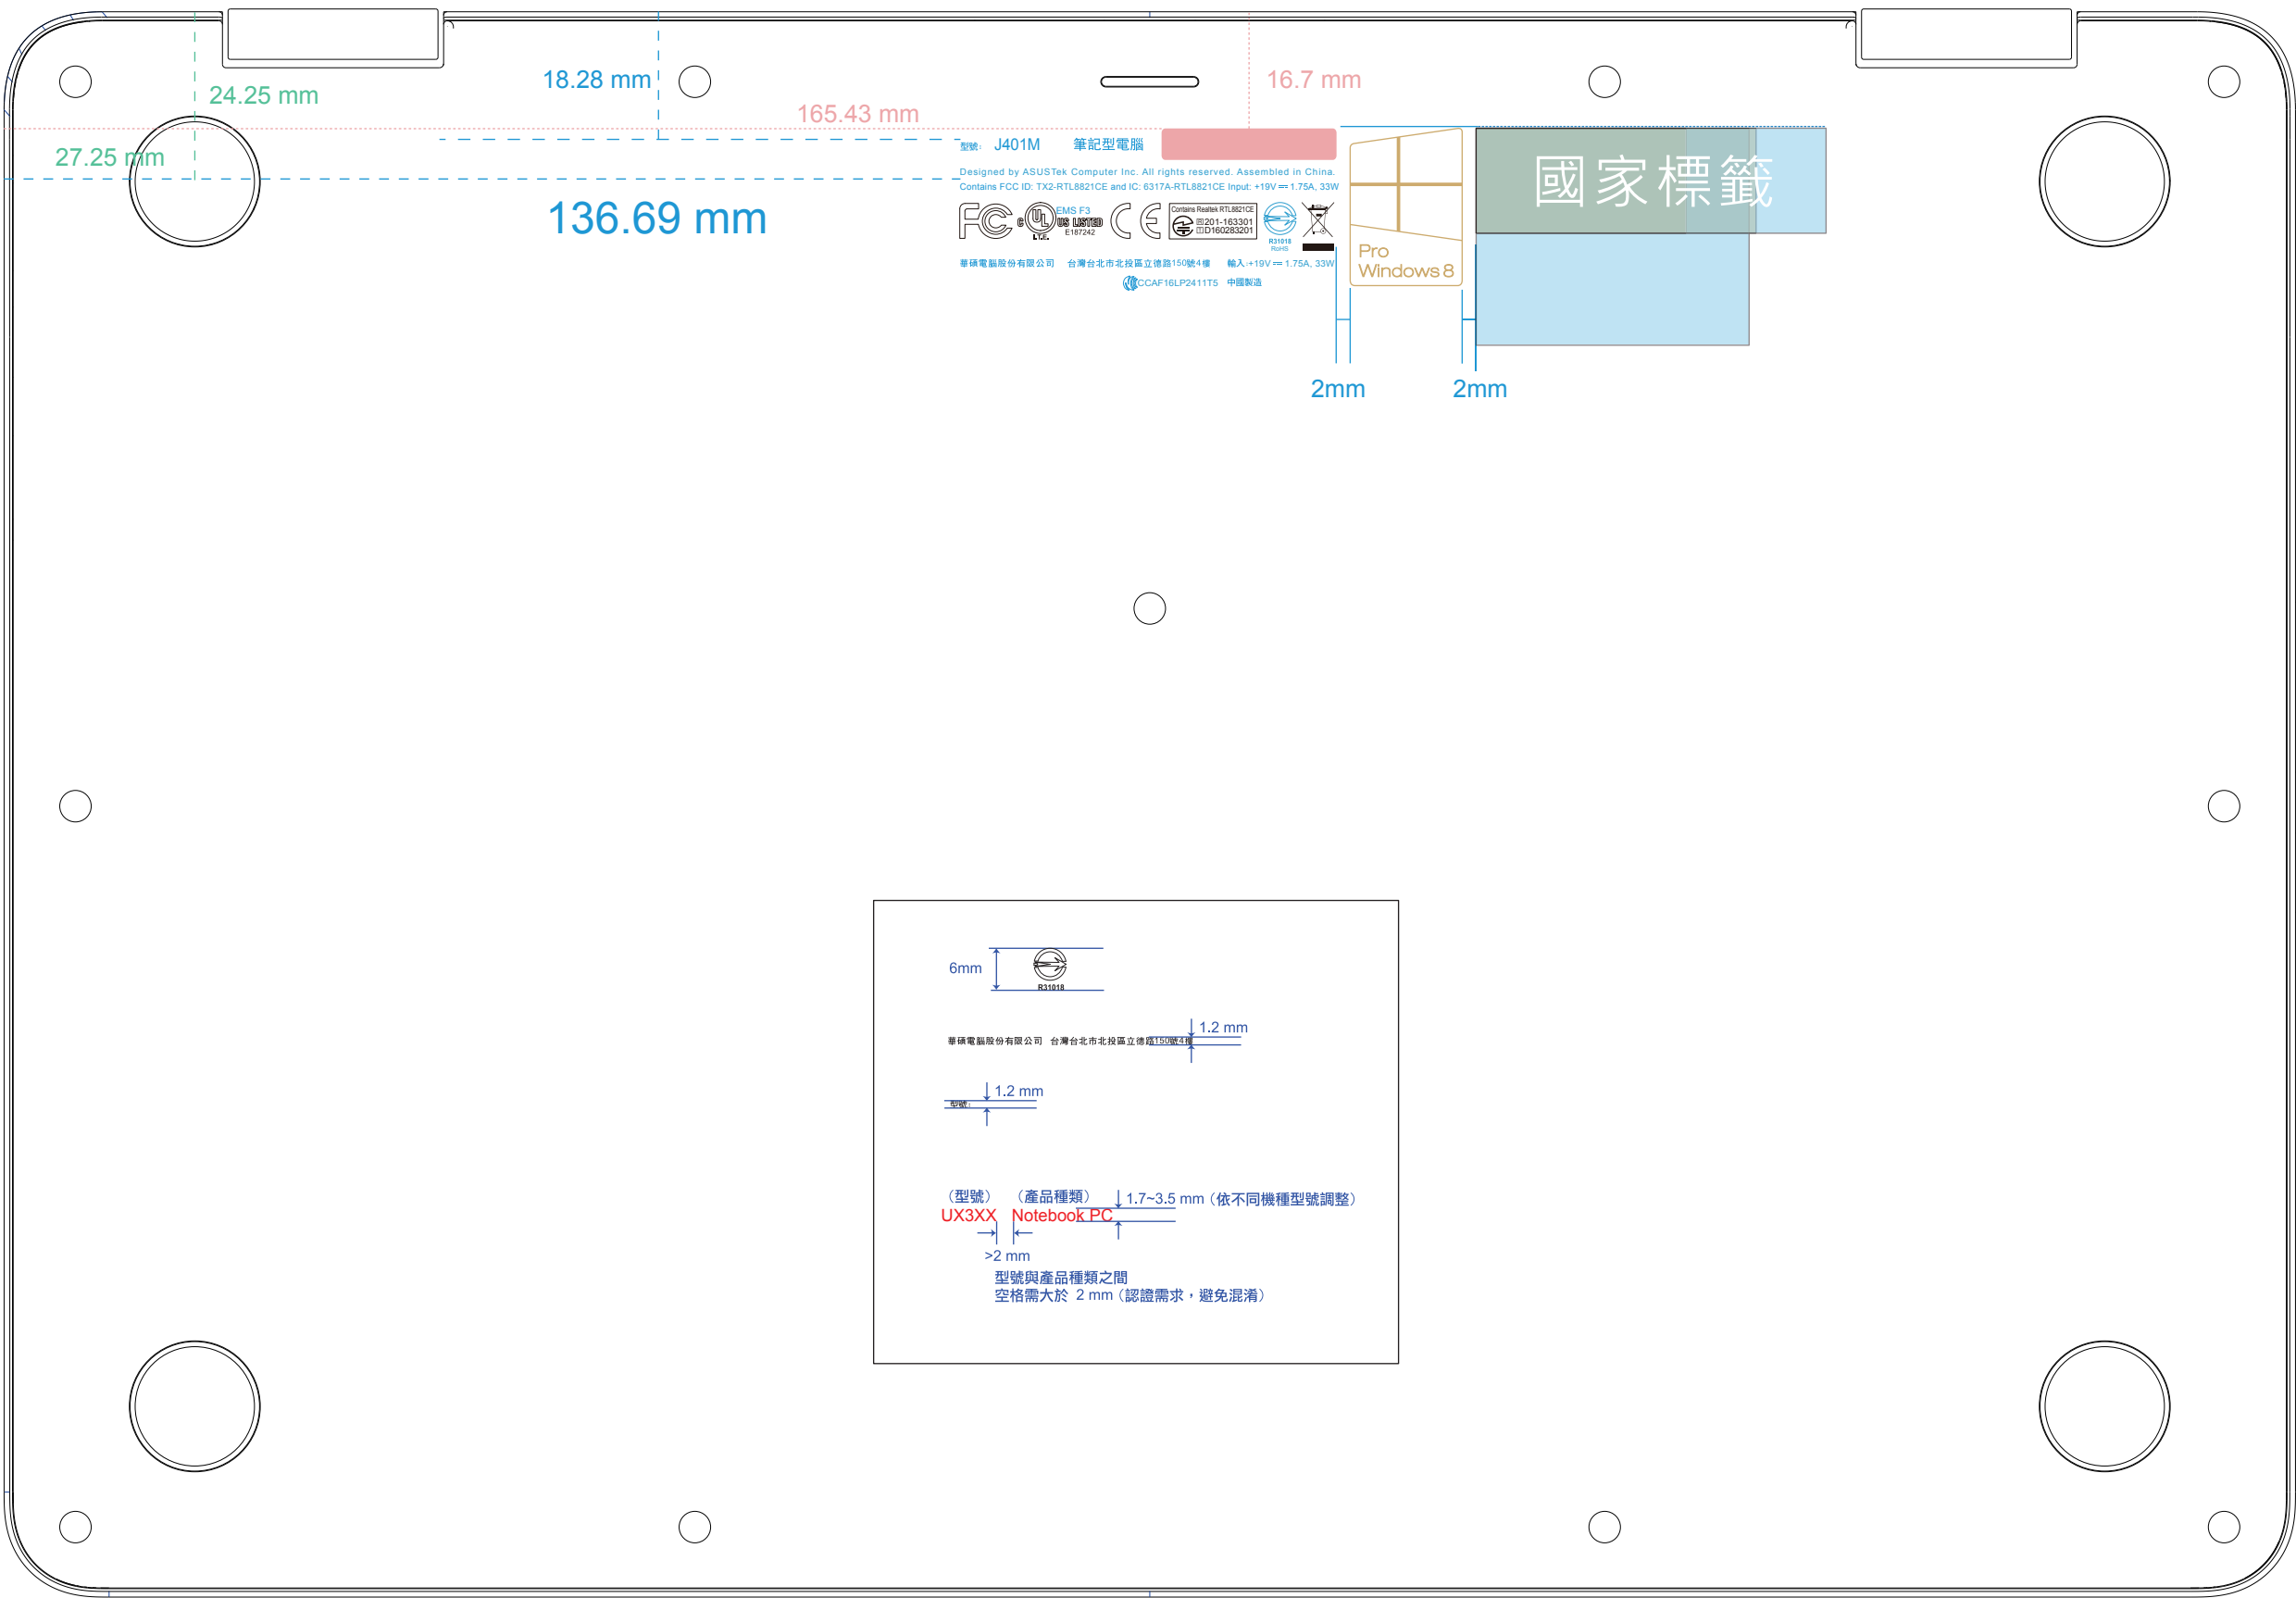 18.28 mm
16.7 mm
24.25 mm
165.43 mm
27.25 mm
136.69 mm
型號: J401M 筆記型電腦
Designed by ASUSTek Computer Inc. All rights reserved. Assembled in China.
Contains FCC ID: TX2-RTL8821CE and IC: 6317A-RTL8821CE Input: +19V ⎓ 1.75A, 33W
FC
C UL US LISTED
EMS F3
I.T.E.
E187242
CE
Contains Realtek RTL8821CE
R 201-163301
T D160283201
R31018
RoHS
華碩電腦股份有限公司 台灣台北市北投區立德路150號4樓 輸入:+19V ⎓ 1.75A, 33W
CCAF16LP2411T5 中國製造
Pro
Windows 8
國家標籤
2mm
2mm
6mm
R31018
華碩電腦股份有限公司 台灣台北市北投區立德路150號4樓
1.2 mm
1.2 mm
型號:
(型號) (產品種類)
1.7~3.5 mm (依不同機種型號調整)
UX3XX Notebook PC
>2 mm
型號與產品種類之間
空格需大於 2 mm (認證需求，避免混淆)